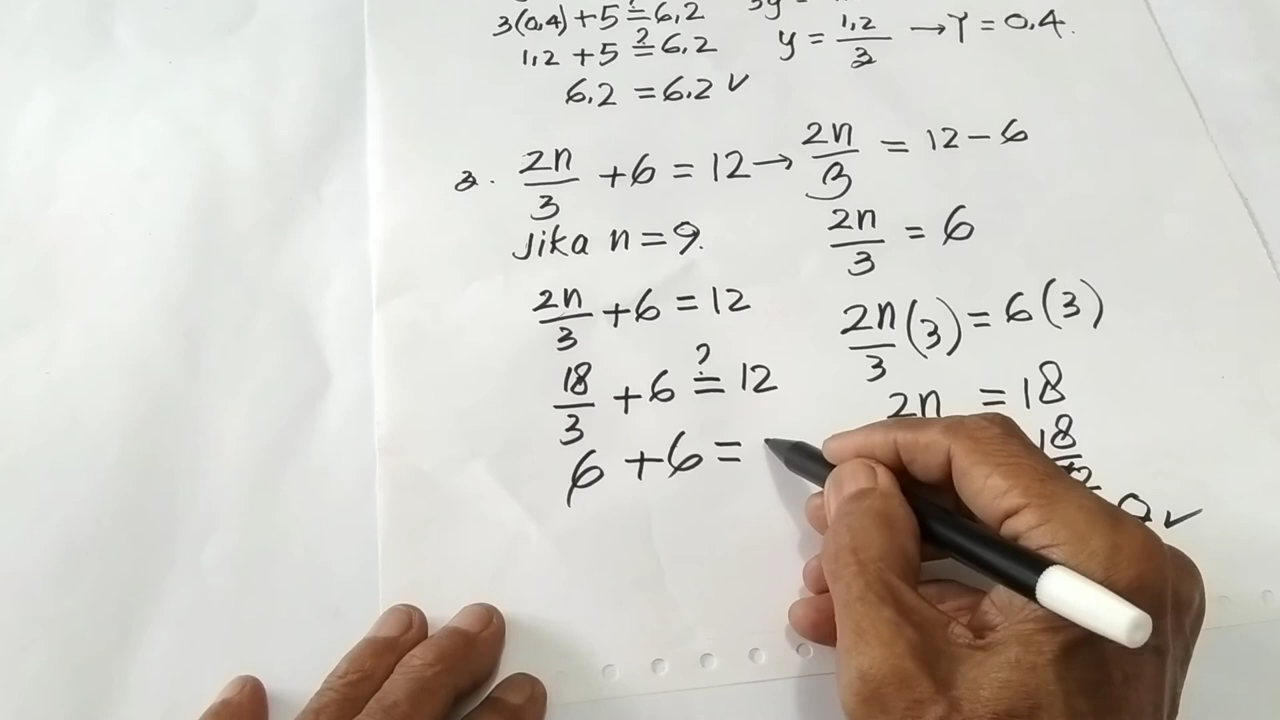 3(0,4) + 5 ≟ 6,2
1,2 + 5 ≟ 6,2
6,2 = 6,2 ✓
y = 1,2/3 → Y = 0,4.
2n/3 + 6 = 12 → 2n/3 = 12 - 6
Jika n = 9.
2n/3 + 6 = 12
18/3 + 6 ≟ 12
6 + 6 =
2n/3 = 6
2n/3 (3) = 6 (3)
2n = 18
18